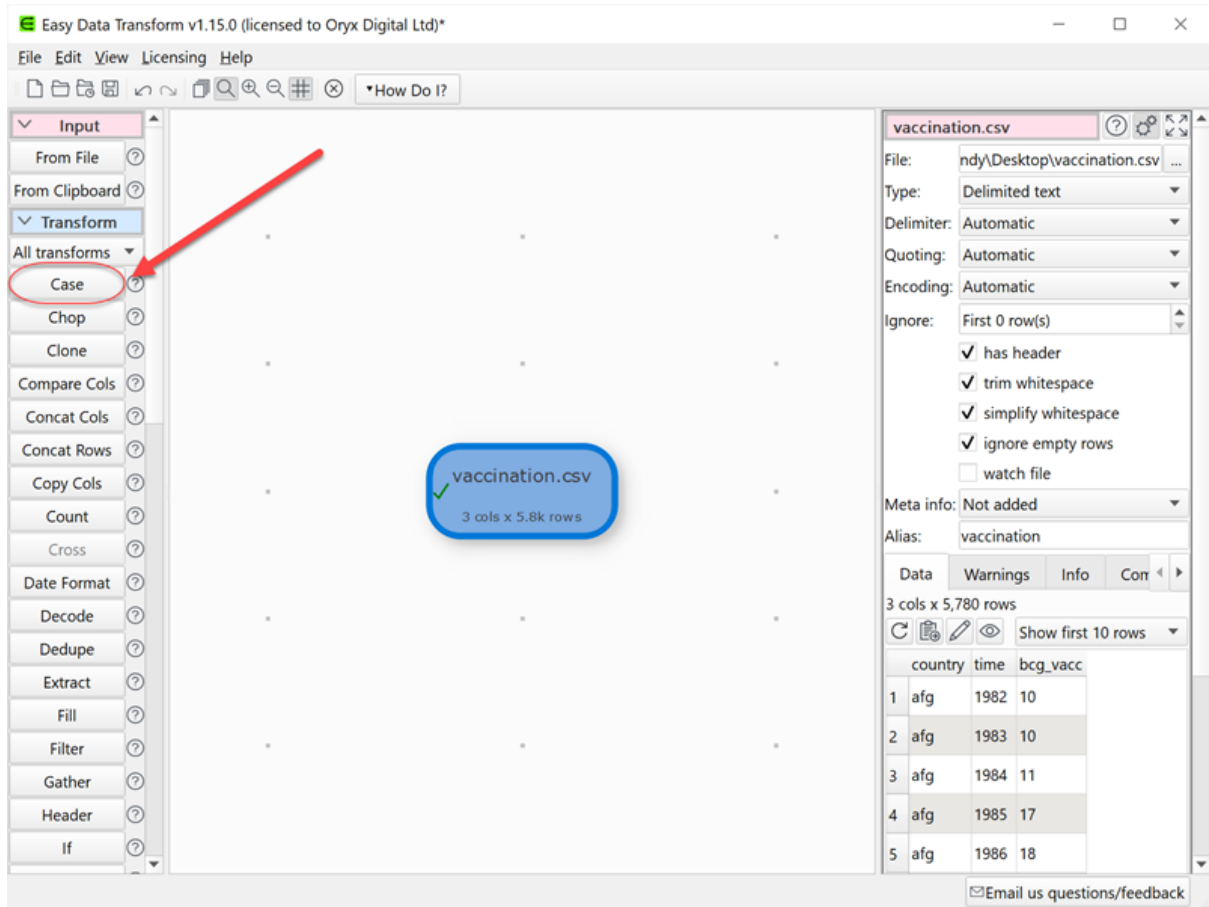 Easy Data Transform v1.15.0 (licensed to Oryx Digital Ltd)*
File Edit View Licensing Help
How Do I?
Input
From File ?
From Clipboard ?
Transform
All transforms
Case ?
Chop ?
Clone ?
Compare Cols ?
Concat Cols ?
Concat Rows ?
Copy Cols ?
Count ?
Cross ?
Date Format ?
Decode ?
Dedupe ?
Extract ?
Fill ?
Filter ?
Gather ?
Header ?
If ?
vaccination.csv
3 cols x 5.8k rows
vaccination.csv ?
File: ndy\Desktop\vaccination.csv ...
Type: Delimited text
Delimiter: Automatic
Quoting: Automatic
Encoding: Automatic
Ignore: First 0 row(s)
has header
trim whitespace
simplify whitespace
ignore empty rows
watch file
Meta info: Not added
Alias: vaccination
Data Warnings Info
3 cols x 5,780 rows
Show first 10 rows
country time bcg_vacc
1 afg 1982 10
2 afg 1983 10
3 afg 1984 11
4 afg 1985 17
5 afg 1986 18
Email us questions/feedback